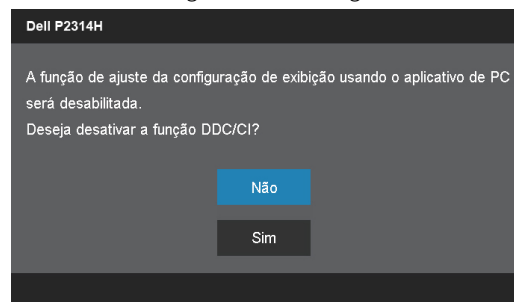 Dell P2314H
A função de ajuste da configuração de exibição usando o aplicativo de PC
será desabilitada.
Deseja desativar a função DDC/CI?
Não
Sim